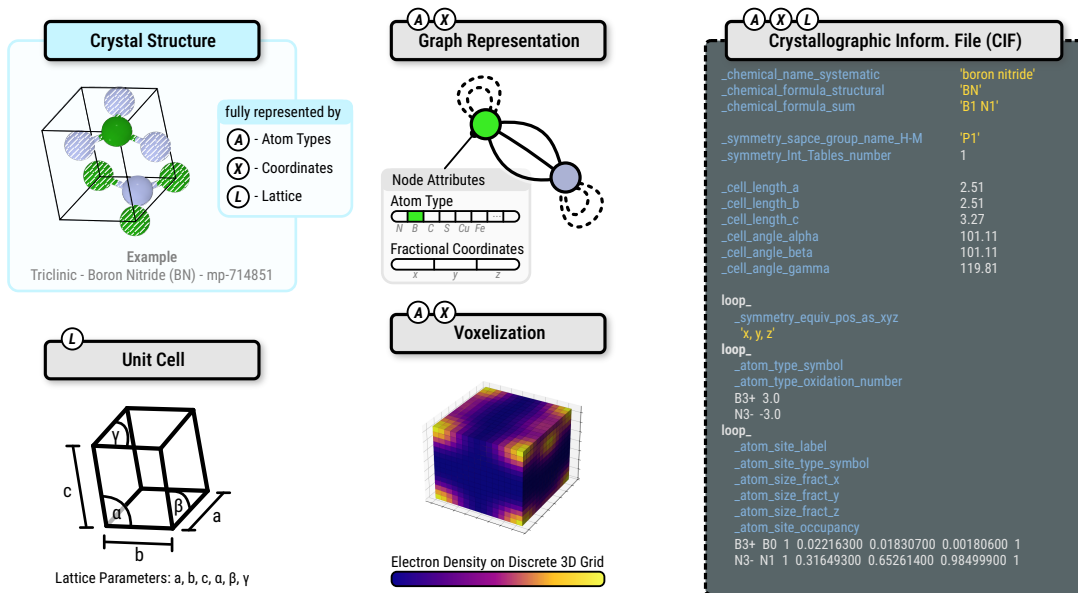 Crystal Structure
fully represented by
A - Atom Types
X - Coordinates
L - Lattice
Example
Triclinic - Boron Nitride (BN) - mp-714851
L
Unit Cell
γ
c
α
β
a
b
Lattice Parameters: a, b, c, α, β, γ
A X
Graph Representation
Node Attributes
Atom Type
...
N B C S Cu Fe
Fractional Coordinates
x y z
A X
Voxelization
Electron Density on Discrete 3D Grid
A X L
Crystallographic Inform. File (CIF)
_chemical_name_systematic 'boron nitride'
_chemical_formula_structural 'BN'
_chemical_formula_sum 'B1 N1'
_symmetry_sapce_group_name_H-M 'P1'
_symmetry_Int_Tables_number 1
_cell_length_a 2.51
_cell_length_b 2.51
_cell_length_c 3.27
_cell_angle_alpha 101.11
_cell_angle_beta 101.11
_cell_angle_gamma 119.81
loop_
_symmetry_equiv_pos_as_xyz
'x, y, z'
loop_
_atom_type_symbol
_atom_type_oxidation_number
B3+ 3.0
N3- -3.0
loop_
_atom_site_label
_atom_site_type_symbol
_atom_size_fract_x
_atom_size_fract_y
_atom_size_fract_z
_atom_site_occupancy
B3+ B0 1 0.02216300 0.01830700 0.00180600 1
N3- N1 1 0.31649300 0.65261400 0.98499900 1